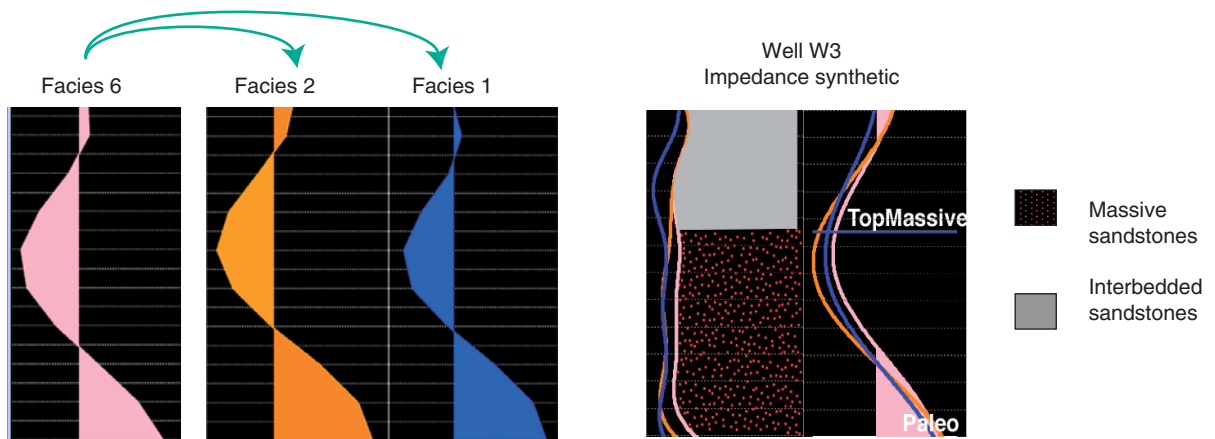 Facies 6
Facies 2
Facies 1
Well W3
Impedance synthetic
TopMassive
Paleo
Massive
sandstones
Interbedded
sandstones